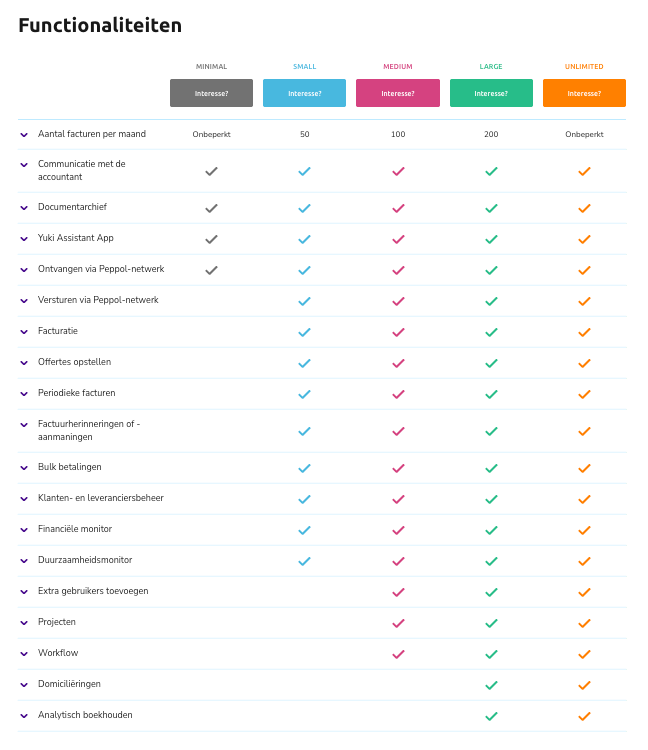 Functionaliteiten
MINIMAL SMALL MEDIUM LARGE UNLIMITED
Interesse? Interesse? Interesse? Interesse? Interesse?
Aantal facturen per maand Onbeperkt 50 100 200 Onbeperkt
Communicatie met de
accountant
Documentarchief
Yuki Assistant App
Ontvangen via Peppol-netwerk
Versturen via Peppol-netwerk
Facturatie
Offertes opstellen
Periodieke facturen
Factuurherinneringen of -
aanmaningen
Bulk betalingen
Klanten- en leveranciersbeheer
Financiële monitor
Duurzaamheidsmonitor
Extra gebruikers toevoegen
Projecten
Workflow
Domiciliëringen
Analytisch boekhouden